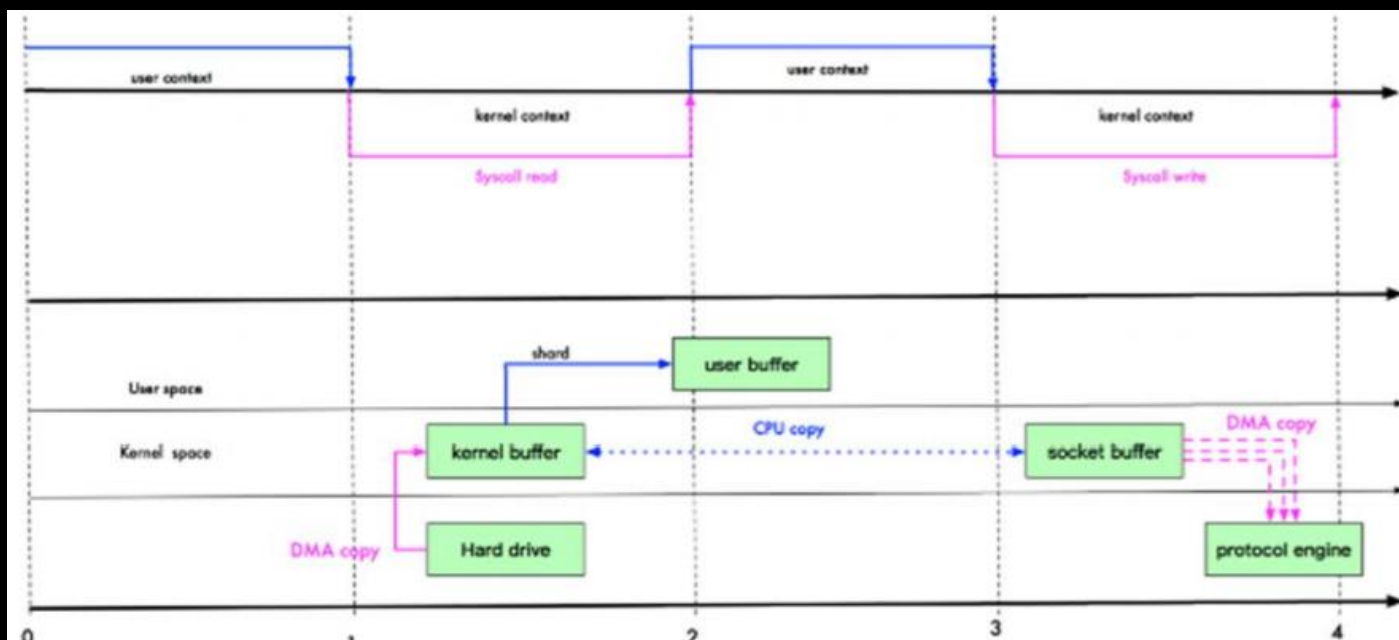 user context
user context
kernel context
kernel context
Syscall read
Syscall write
shard
user buffer
User space
CPU copy
DMA copy
Kernel space
kernel buffer
socket buffer
DMA copy
Hard drive
protocol engine
0
1
2
3
4